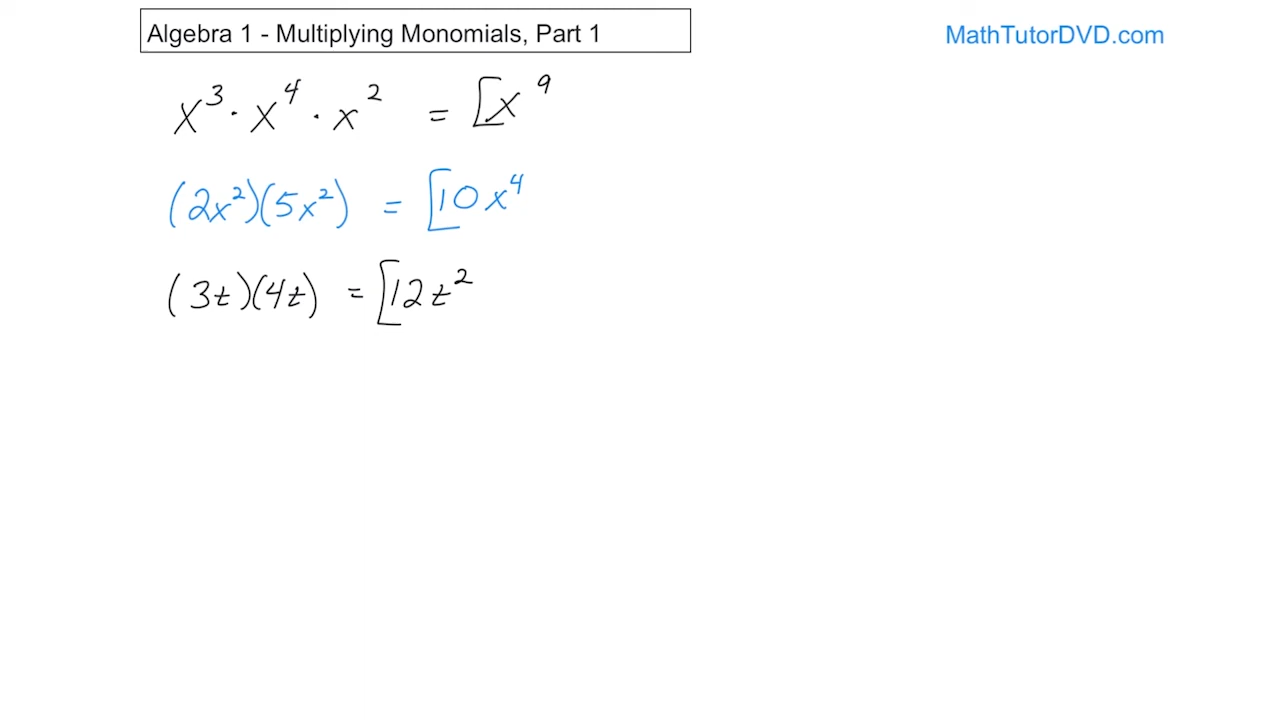 Algebra 1 - Multiplying Monomials, Part 1
MathTutorDVD.com
x³ · x⁴ · x² = [x⁹
(2x²)(5x²) = [10x⁴
(3t)(4t) = [12t²